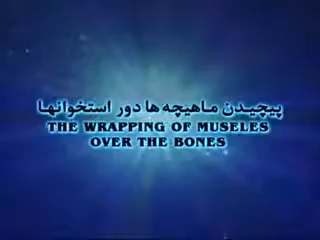 پیچیدن ماهیچه‌ها دور استخوانها
THE WRAPPING OF MUSELES
OVER THE BONES